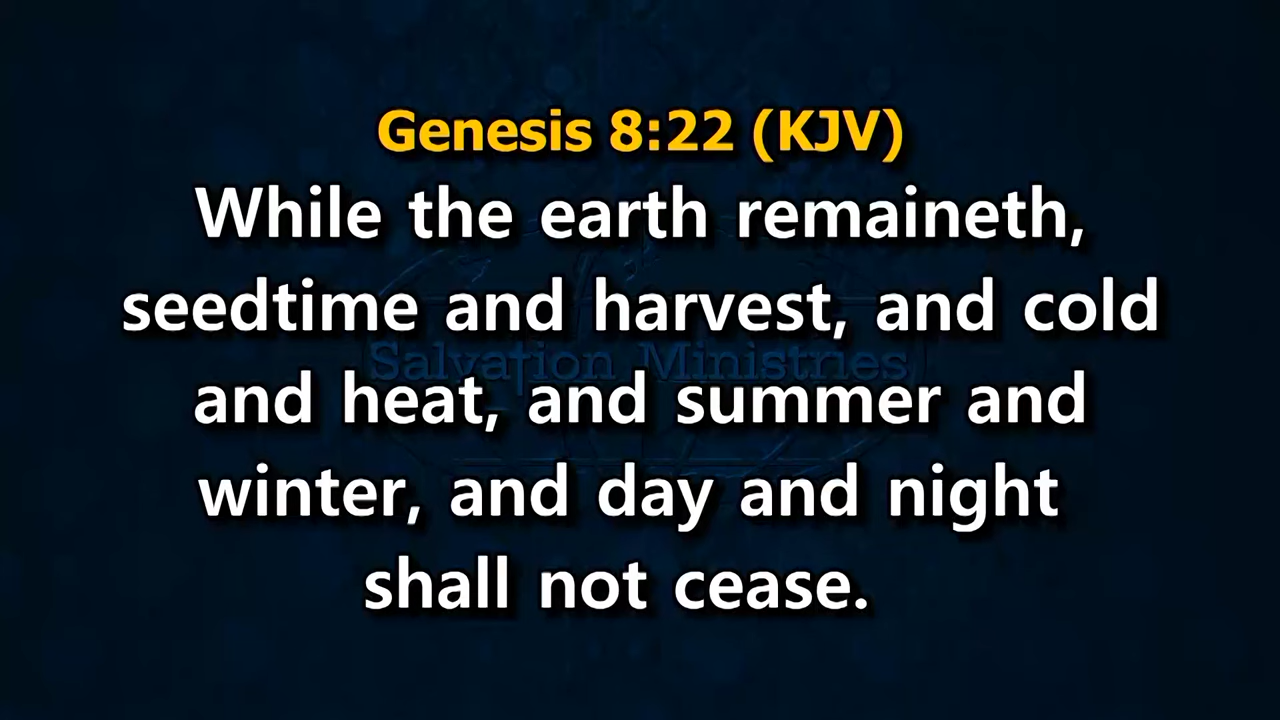 Genesis 8:22 (KJV)
While the earth remaineth,
seedtime and harvest, and cold
Salvation Ministries
and heat, and summer and
winter, and day and night
shall not cease.